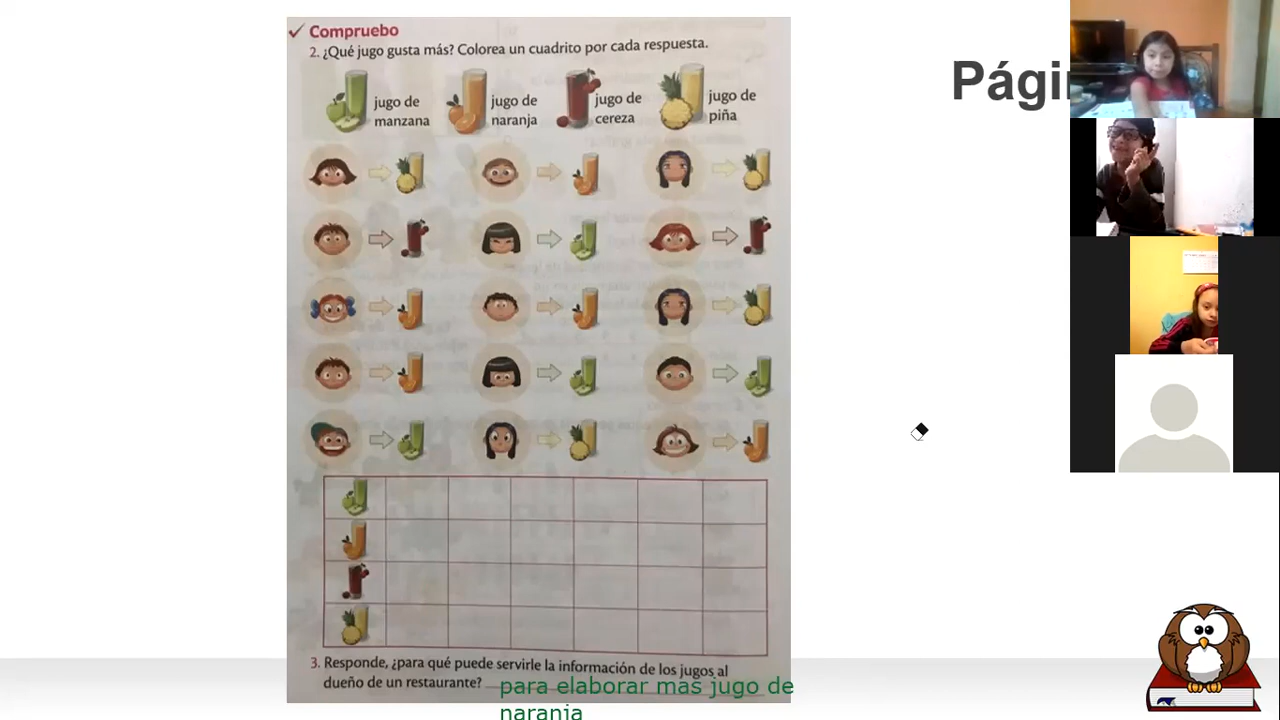 Compruebo
2. ¿Qué jugo gusta más? Colorea un cuadrito por cada respuesta.
jugo de
manzana
jugo de
naranja
jugo de
cereza
jugo de
piña
3. Responde, ¿para qué puede servirle la información de los jugos al
dueño de un restaurante?
para elaborar mas jugo de
naranja
Págin